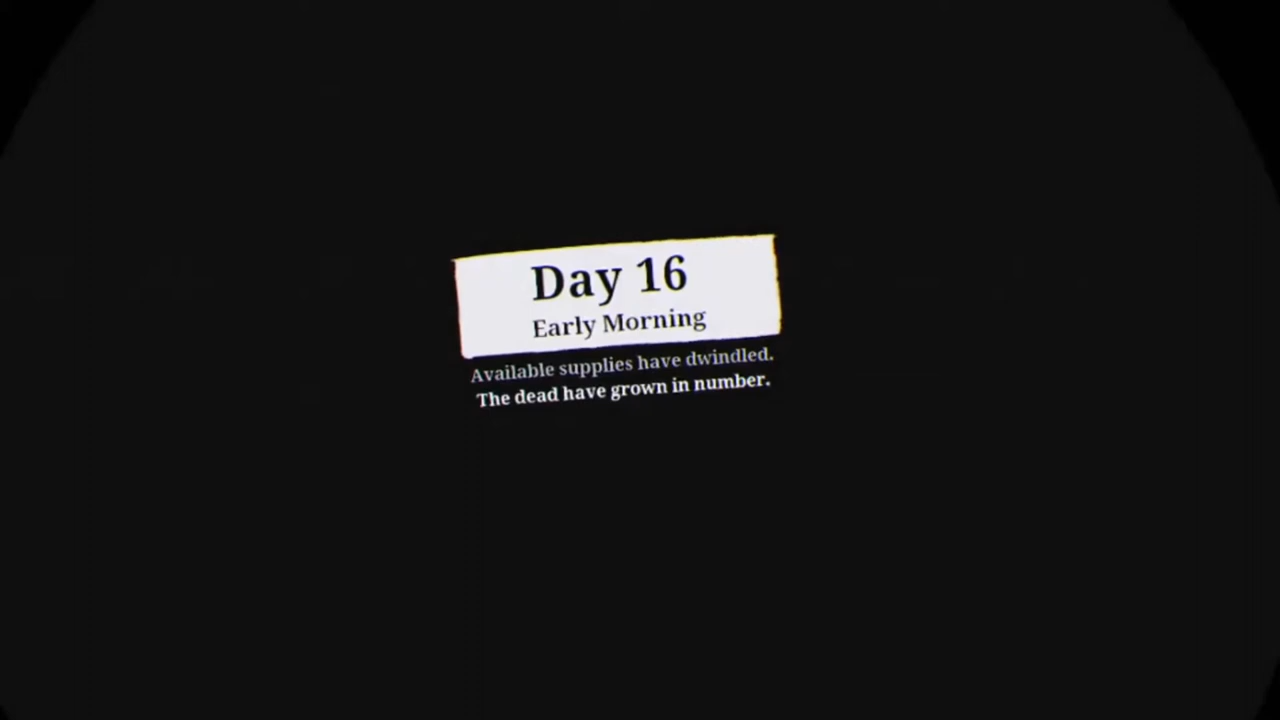 Day 16
Early Morning
Available supplies have dwindled.
The dead have grown in number.